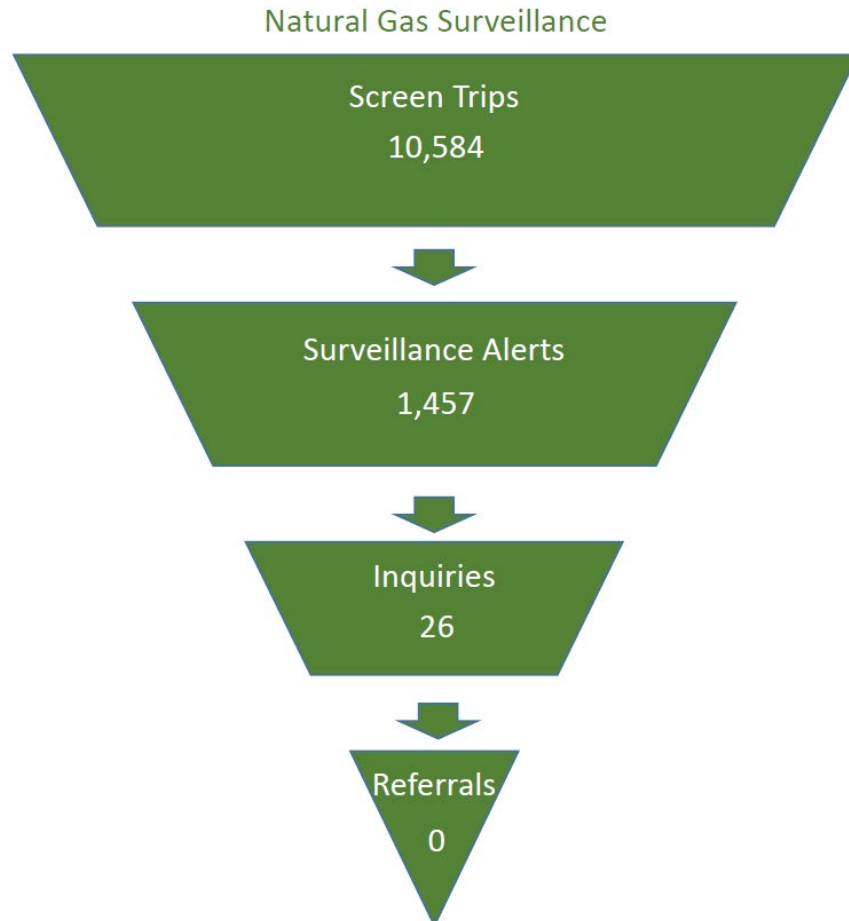 Natural Gas Surveillance
Screen Trips
10,584
Surveillance Alerts
1,457
Inquiries
26
Referrals
0